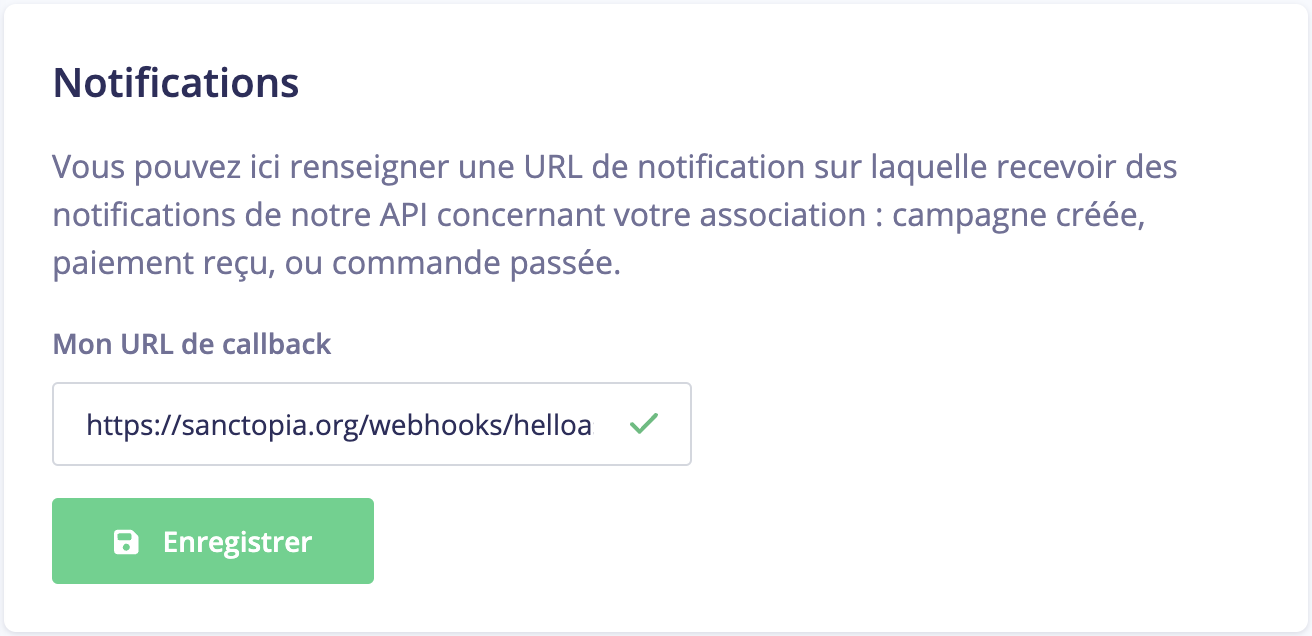 Notifications
Vous pouvez ici renseigner une URL de notification sur laquelle recevoir des
notifications de notre API concernant votre association : campagne créée,
paiement reçu, ou commande passée.
Mon URL de callback
https://sanctopia.org/webhooks/helloa
Enregistrer